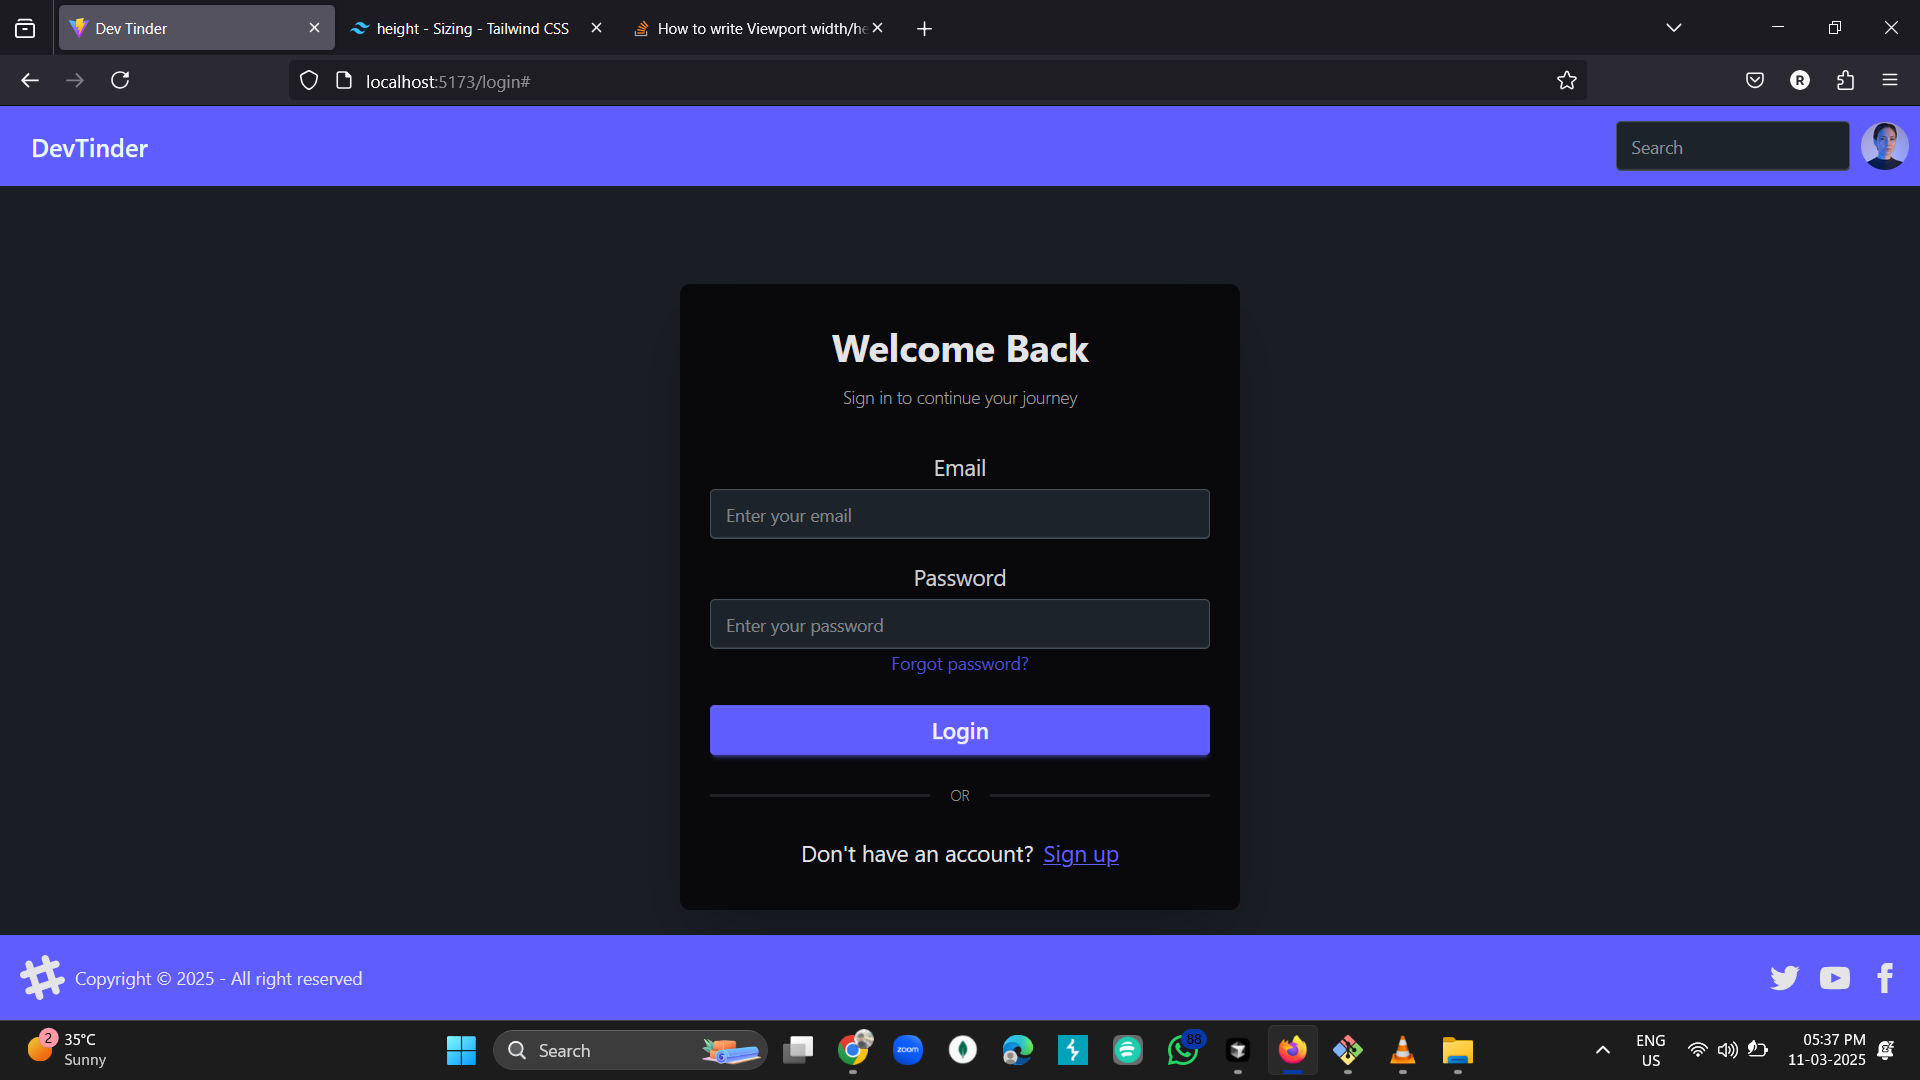 Dev Tinder
height - Sizing - Tailwind CSS
How to write Viewport width/he
localhost:5173/login#
R
DevTinder
Search
Welcome Back
Sign in to continue your journey
Email
Enter your email
Password
Enter your password
Forgot password?
Login
OR
Don't have an account? Sign up
Copyright © 2025 - All right reserved
2
35°C
Sunny
Search
zoom
88
ENG
US
05:37 PM
11-03-2025